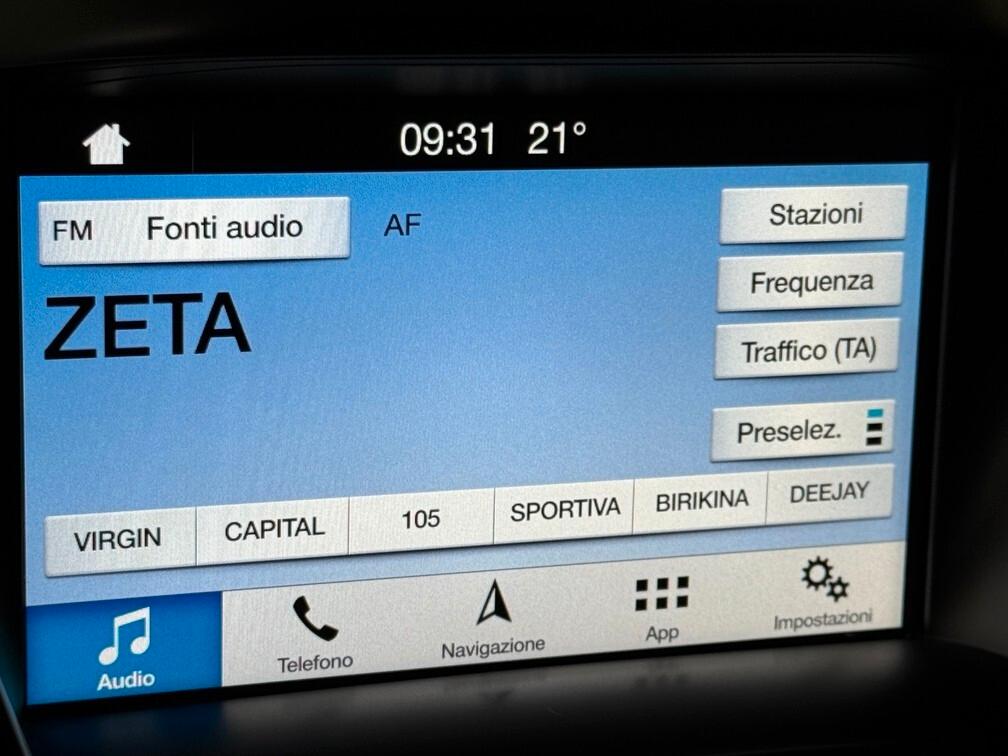 09:31 21°
FM Fonti audio AF
Stazioni
ZETA
Frequenza
Traffico (TA)
Preselez.
VIRGIN CAPITAL 105 SPORTIVA BIRIKINA DEEJAY
Audio Telefono Navigazione App Impostazioni